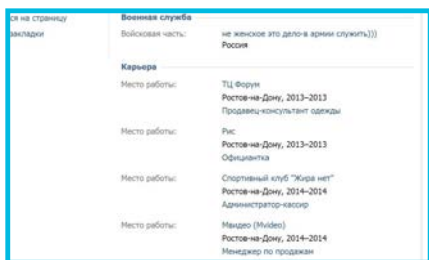 ся на страницу
закладки
Военная служба
Войсковая часть: не женское это дело-в армии служить)))
Россия
Карьера
Место работы: ТЦ Форум
Ростов-на-Дону, 2013–2013
Продавец-консультант одежды
Место работы: Рис
Ростов-на-Дону, 2013–2013
Официантка
Место работы: Спортивный клуб "Жира нет"
Ростов-на-Дону, 2014–2014
Администратор-кассир
Место работы: Мвидео (Mvideo)
Ростов-на-Дону, 2014–2014
Менеджер по продажам